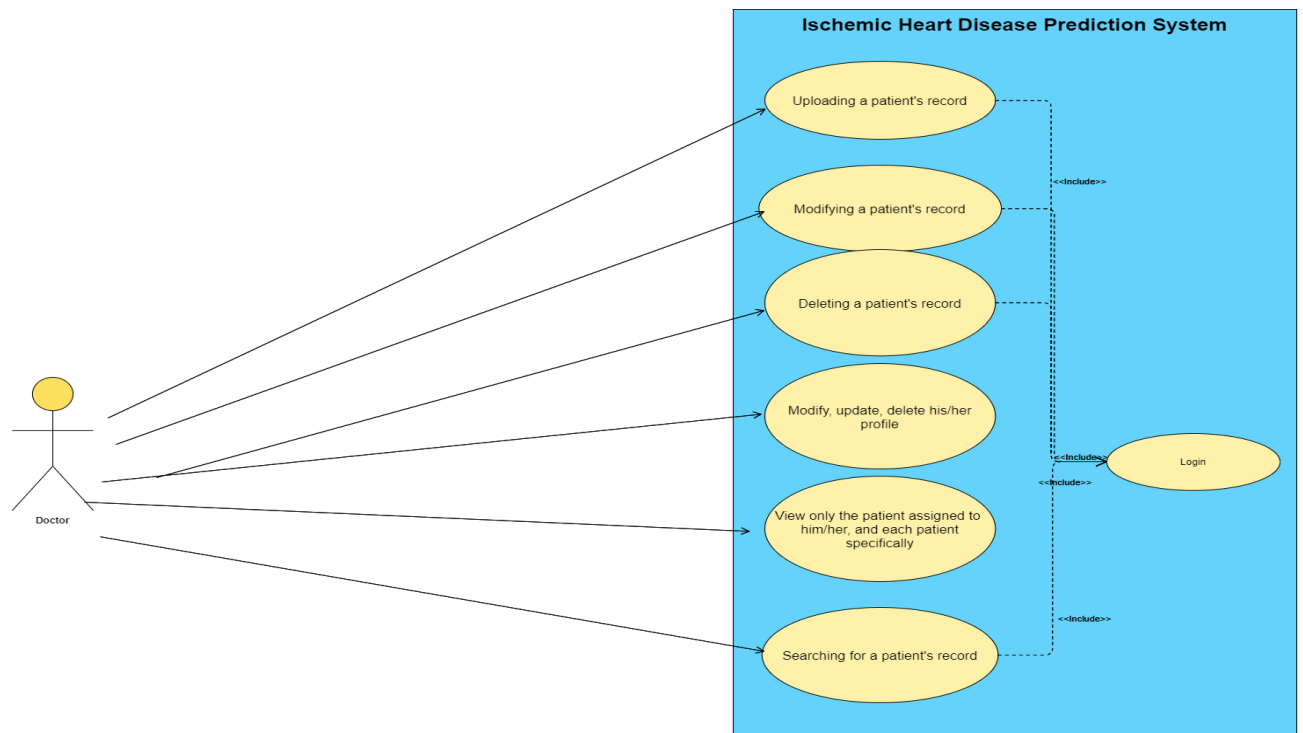 Ischemic Heart Disease Prediction System
Uploading a patient's record
<<Include>>
Modifying a patient's record
Deleting a patient's record
Modify, update, delete his/her
profile
<<Include>>
Login
<<Include>>
Doctor
View only the patient assigned to
him/her, and each patient
specifically
<<Include>>
Searching for a patient's record